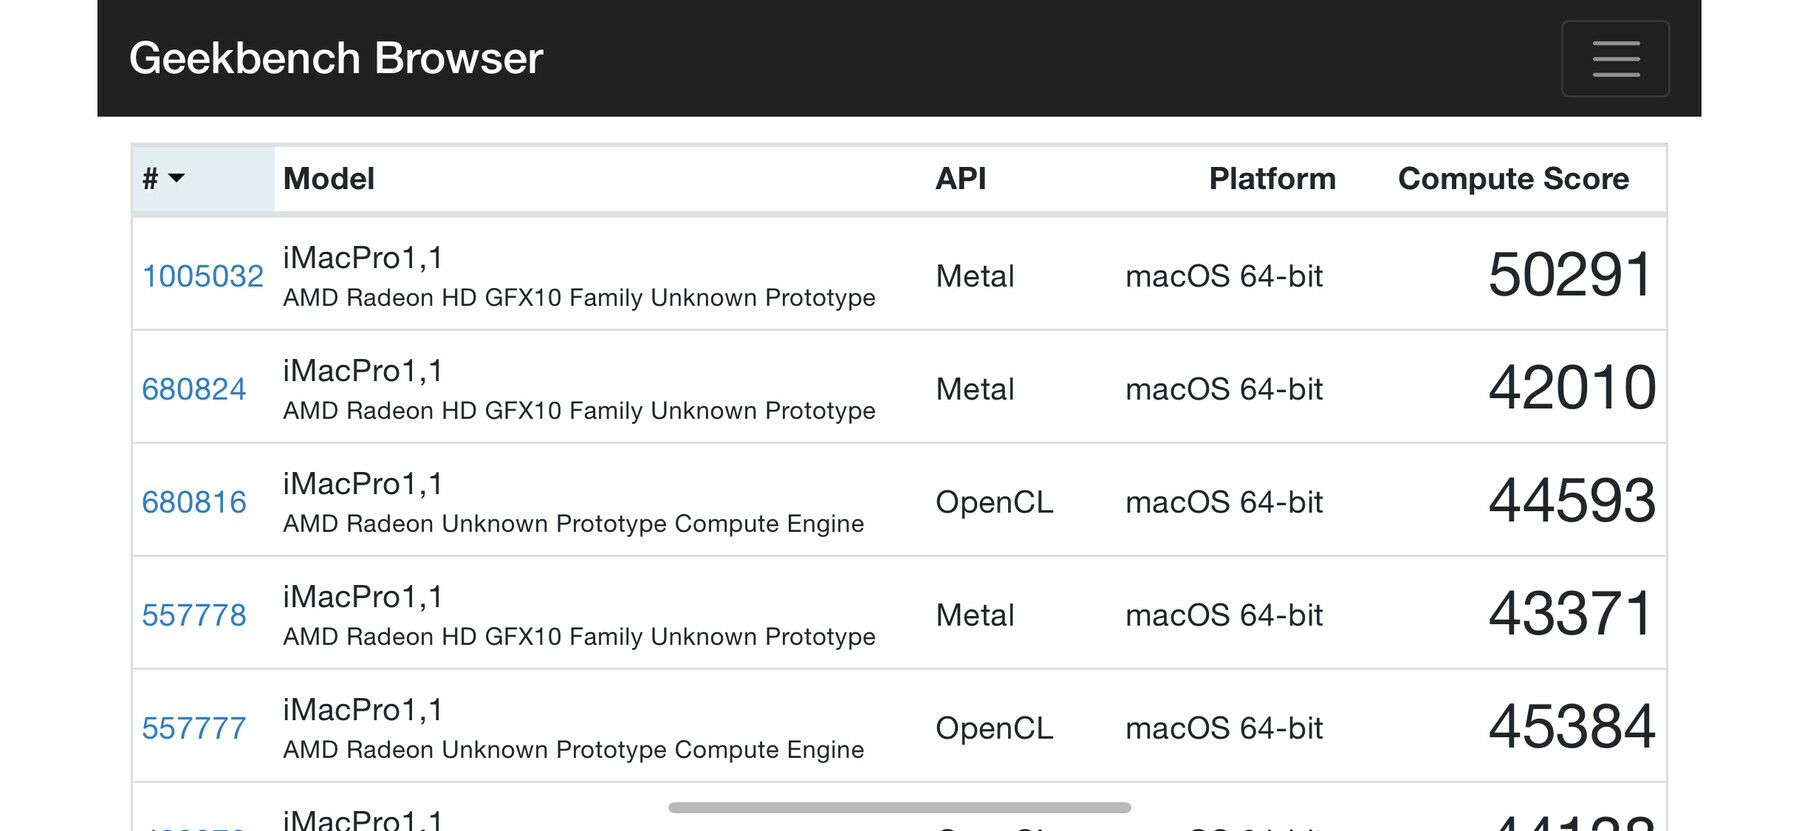 Geekbench Browser
# Model API Platform Compute Score
1005032 iMacPro1,1 Metal macOS 64-bit 50291
AMD Radeon HD GFX10 Family Unknown Prototype
680824 iMacPro1,1 Metal macOS 64-bit 42010
AMD Radeon HD GFX10 Family Unknown Prototype
680816 iMacPro1,1 OpenCL macOS 64-bit 44593
AMD Radeon Unknown Prototype Compute Engine
557778 iMacPro1,1 Metal macOS 64-bit 43371
AMD Radeon HD GFX10 Family Unknown Prototype
557777 iMacPro1,1 OpenCL macOS 64-bit 45384
AMD Radeon Unknown Prototype Compute Engine
iMacPro1,1